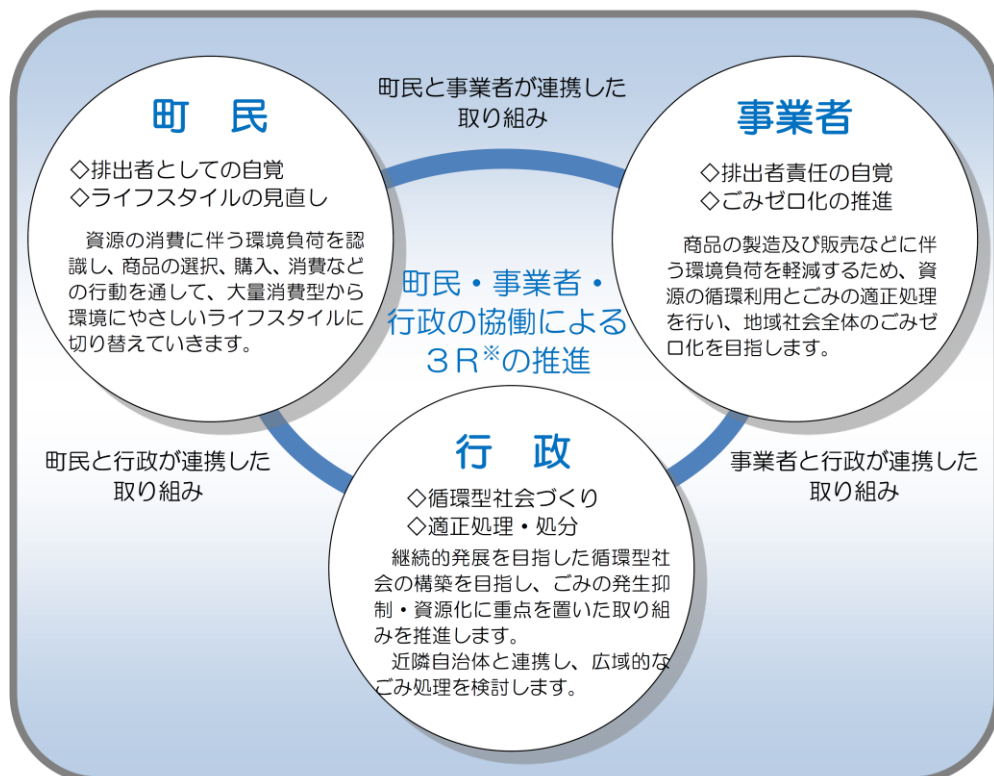 町民と事業者が連携した
取り組み
町　民
◇排出者としての自覚
◇ライフスタイルの見直し
　資源の消費に伴う環境負荷を認
識し、商品の選択、購入、消費など
の行動を通して、大量消費型から
環境にやさしいライフスタイルに
切り替えていきます。
事業者
◇排出者責任の自覚
◇ごみゼロ化の推進
　商品の製造及び販売などに伴
う環境負荷を軽減するため、資
源の循環利用とごみの適正処理
を行い、地域社会全体のごみゼ
ロ化を目指します。
町民・事業者・
行政の協働による
３Ｒ※の推進
町民と行政が連携した
取り組み
事業者と行政が連携した
取り組み
行　政
◇循環型社会づくり
◇適正処理・処分
　継続的発展を目指した循環型社
会の構築を目指し、ごみの発生抑
制・資源化に重点を置いた取り組
みを推進します。
　近隣自治体と連携し、広域的な
ごみ処理を検討します。